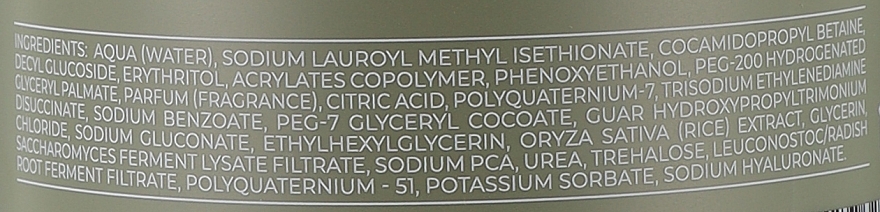 INGREDIENTS: AQUA (WATER), SODIUM LAUROYL METHYL ISETHIONATE, COCAMIDOPROPYL BETAINE,
DECYL GLUCOSIDE, ERYTHRITOL, ACRYLATES COPOLYMER, PHENOXYETHANOL, PEG-200 HYDROGENATED
GLYCERYL PALMATE, PARFUM (FRAGRANCE), CITRIC ACID, POLYQUATERNIUM-7, TRISODIUM ETHYLENEDIAMINE
DISUCCINATE, SODIUM BENZOATE, PEG-7 GLYCERYL COCOATE, GUAR HYDROXYPROPYLTRIMONIUM
CHLORIDE, SODIUM GLUCONATE, ETHYLHEXYLGLYCERIN, ORYZA SATIVA (RICE) EXTRACT, GLYCERIN,
SACCHAROMYCES FERMENT LYSATE FILTRATE, SODIUM PCA, UREA, TREHALOSE, LEUCONOSTOC/RADISH
ROOT FERMENT FILTRATE, POLYQUATERNIUM - 51, POTASSIUM SORBATE, SODIUM HYALURONATE.